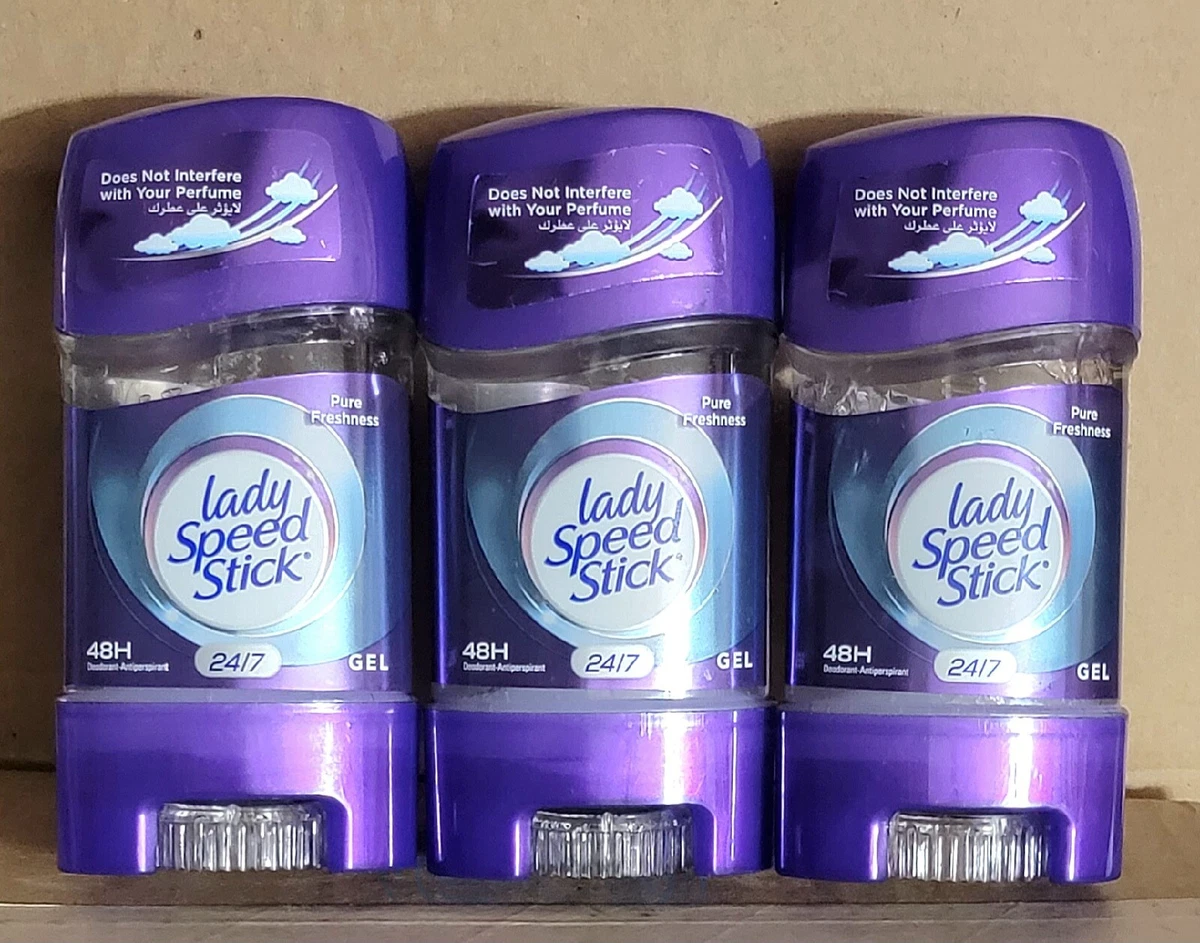 Does Not Interfere
with Your Perfume
لايؤثر على عطرك
Pure
Freshness
lady
Speed
Stick
48H
Deodorant-Antiperspirant
24/7
GEL
Does Not Interfere
with Your Perfume
لايؤثر على عطرك
Pure
Freshness
lady
Speed
Stick
48H
Deodorant-Antiperspirant
24/7
GEL
Does Not Interfere
with Your Perfume
لايؤثر على عطرك
Pure
Freshness
lady
Speed
Stick
48H
Deodorant-Antiperspirant
24/7
GEL